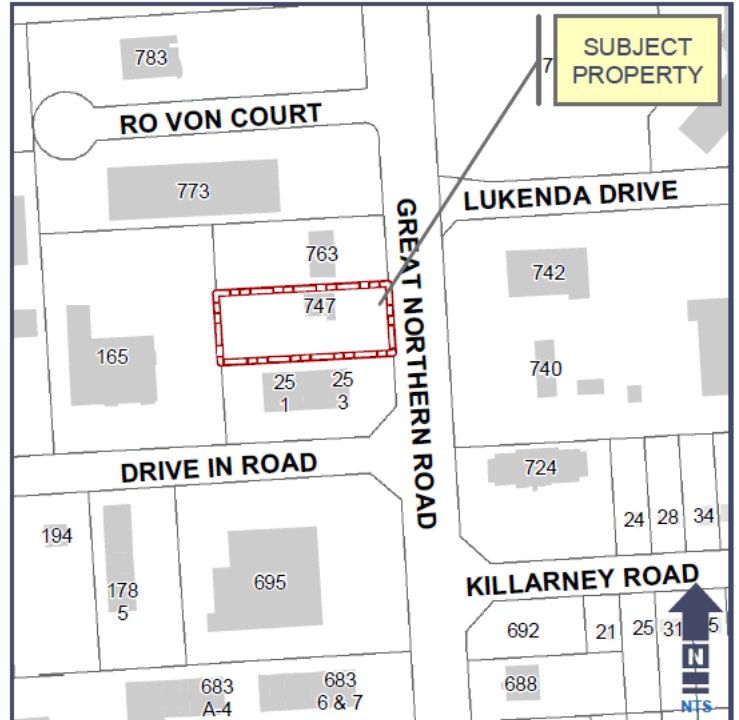 783
7
SUBJECT
PROPERTY
RO VON COURT
773
LUKENDA DRIVE
GREAT NORTHERN ROAD
763
742
747
165
25
1
25
3
740
DRIVE IN ROAD
724
194
178
5
695
24
28
34
KILLARNEY ROAD
692
21
25
31
5
N
NTS
683
A-4
683
6 & 7
688